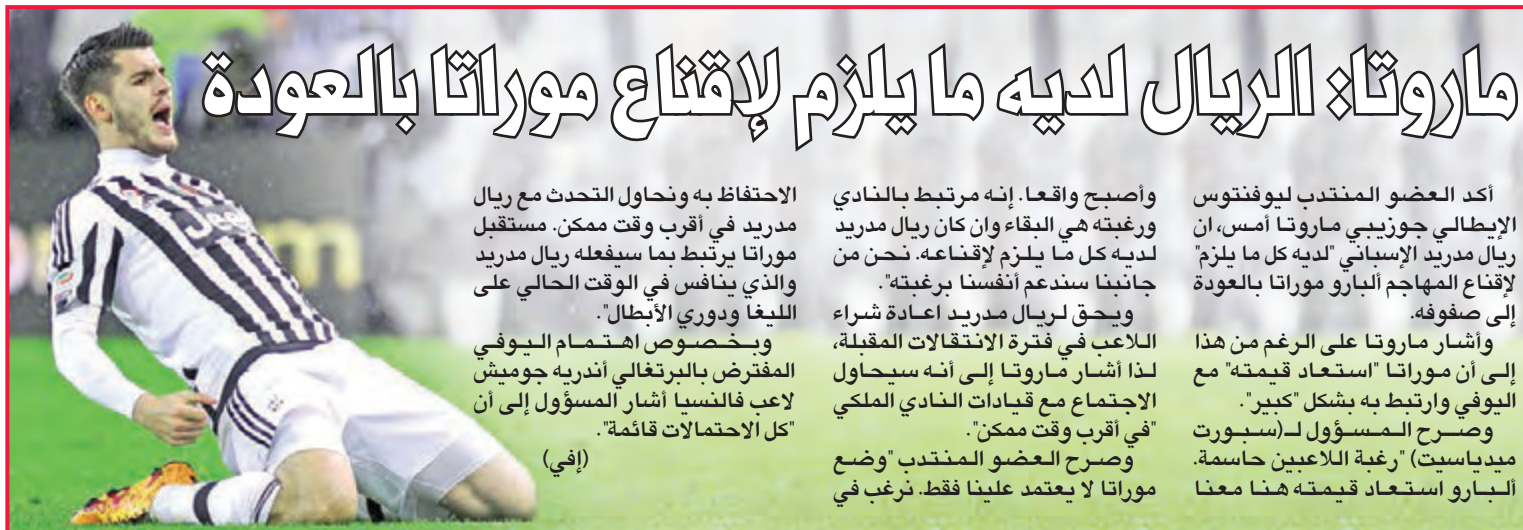 ماروتا: الريال لديه ما يلزم لإقناع موراتا بالعودة
أكد العضو المنتدب ليوفنتوس
الإيطالي جوزيبي ماروتا أمس، ان
ريال مدريد الإسباني "لديه كل ما يلزم"
لإقناع المهاجم ألبارو موراتا بالعودة
إلى صفوفه.
وأشار ماروتا على الرغم من هذا
إلى أن موراتا "استعاد قيمته" مع
اليوفي وارتبط به بشكل "كبير".
وصرح المسؤول لـ(سبورت
ميدياسيت) "رغبة اللاعبين حاسمة.
ألبارو استعاد قيمته هنا معنا
وأصبح واقعا. إنه مرتبط بالنادي
ورغبته هي البقاء وان كان ريال مدريد
لديه كل ما يلزم لإقناعه. نحن من
جانبنا سندعم أنفسنا برغبته".
ويحق لريال مدريد اعادة شراء
اللاعب في فترة الانتقالات المقبلة،
لذا أشار ماروتا إلى أنه سيحاول
الاجتماع مع قيادات النادي الملكي
"في أقرب وقت ممكن".
وصرح العضو المنتدب "وضع
موراتا لا يعتمد علينا فقط. نرغب في
الاحتفاظ به ونحاول التحدث مع ريال
مدريد في أقرب وقت ممكن. مستقبل
موراتا يرتبط بما سيفعله ريال مدريد
والذي ينافس في الوقت الحالي على
الليغا ودوري الأبطال".
وبخصوص اهتمام اليوفي
المفترض بالبرتغالي أندريه جوميش
لاعب فالنسيا أشار المسؤول إلى أن
"كل الاحتمالات قائمة".
(إفي)
Jeep